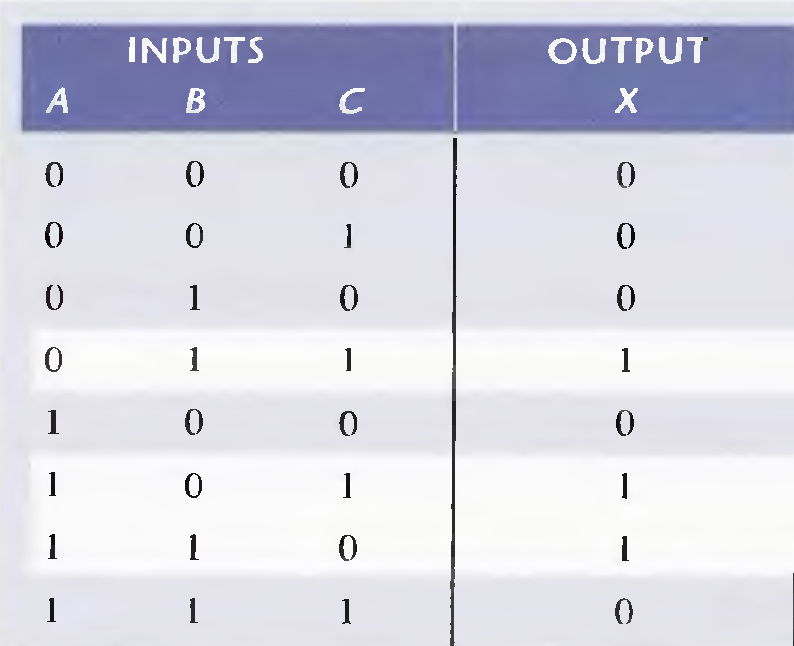 INPUTS OUTPUT
A B C X
0 0 0 0
0 0 1 0
0 1 0 0
0 1 1 1
1 0 0 0
1 0 1 1
1 1 0 1
1 1 1 0